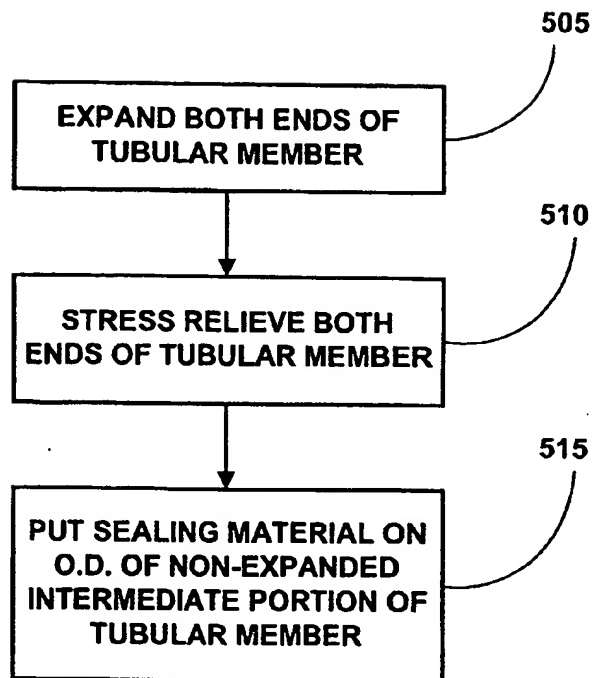 505
EXPAND BOTH ENDS OF
TUBULAR MEMBER
510
STRESS RELIEVE BOTH
ENDS OF TUBULAR MEMBER
515
PUT SEALING MATERIAL ON
O.D. OF NON-EXPANDED
INTERMEDIATE PORTION OF
TUBULAR MEMBER